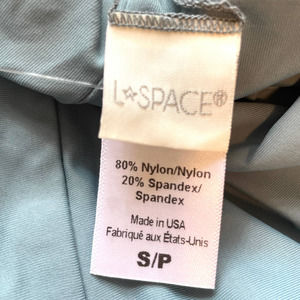 L*SPACE®
80% Nylon/Nylon
20% Spandex/
Spandex
Made in USA
Fabriqué aux États-Unis
S/P